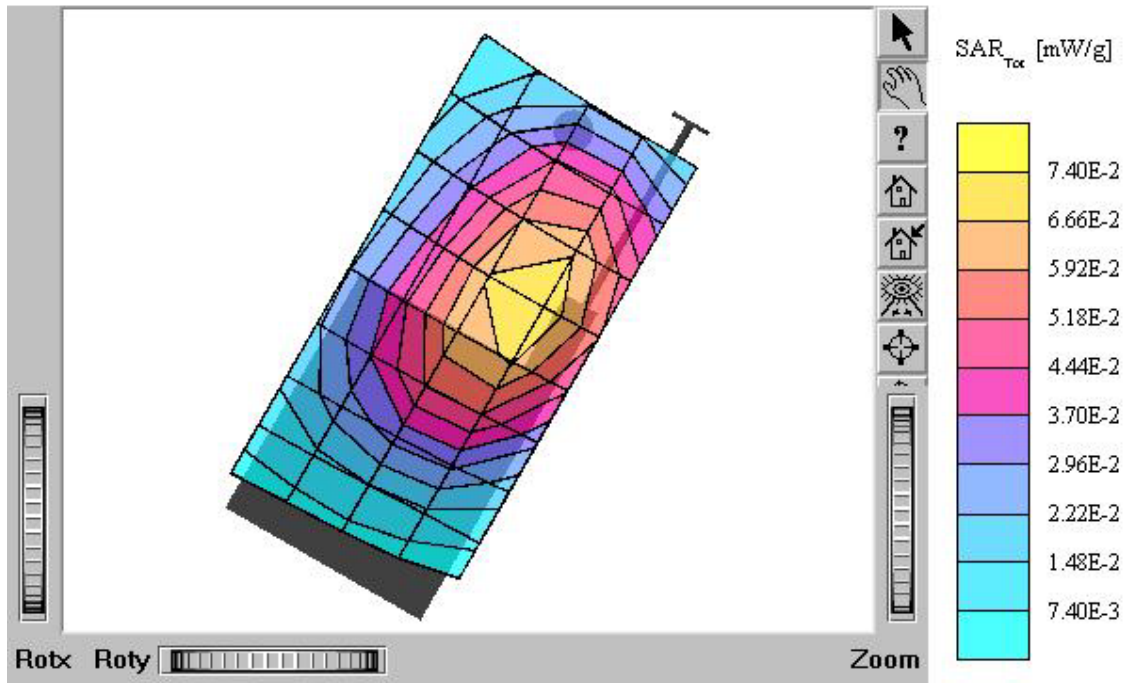 SAR_Tot [mW/g]
?
7.40E-2
6.66E-2
5.92E-2
5.18E-2
4.44E-2
3.70E-2
2.96E-2
2.22E-2
1.48E-2
7.40E-3
Rotx Roty Zoom